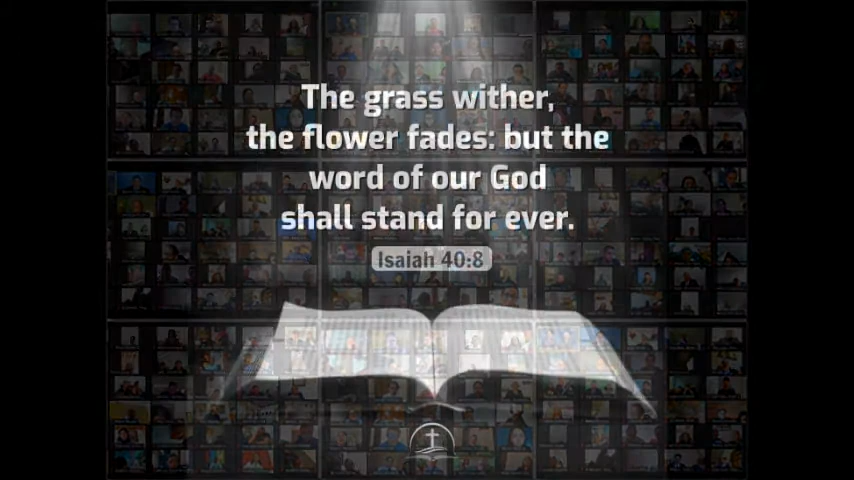 The grass wither,
the flower fades: but the
word of our God
shall stand for ever.
Isaiah 40:8